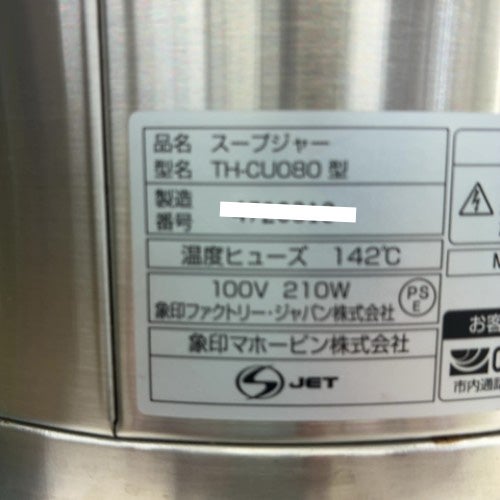 品名 スープジャー
型名 TH-CU080 型
製造
番号
温度ヒューズ 142℃
100V 210W
PS
E
象印ファクトリー・ジャパン株式会社
象印マホービン株式会社
JET
お客
市内通話